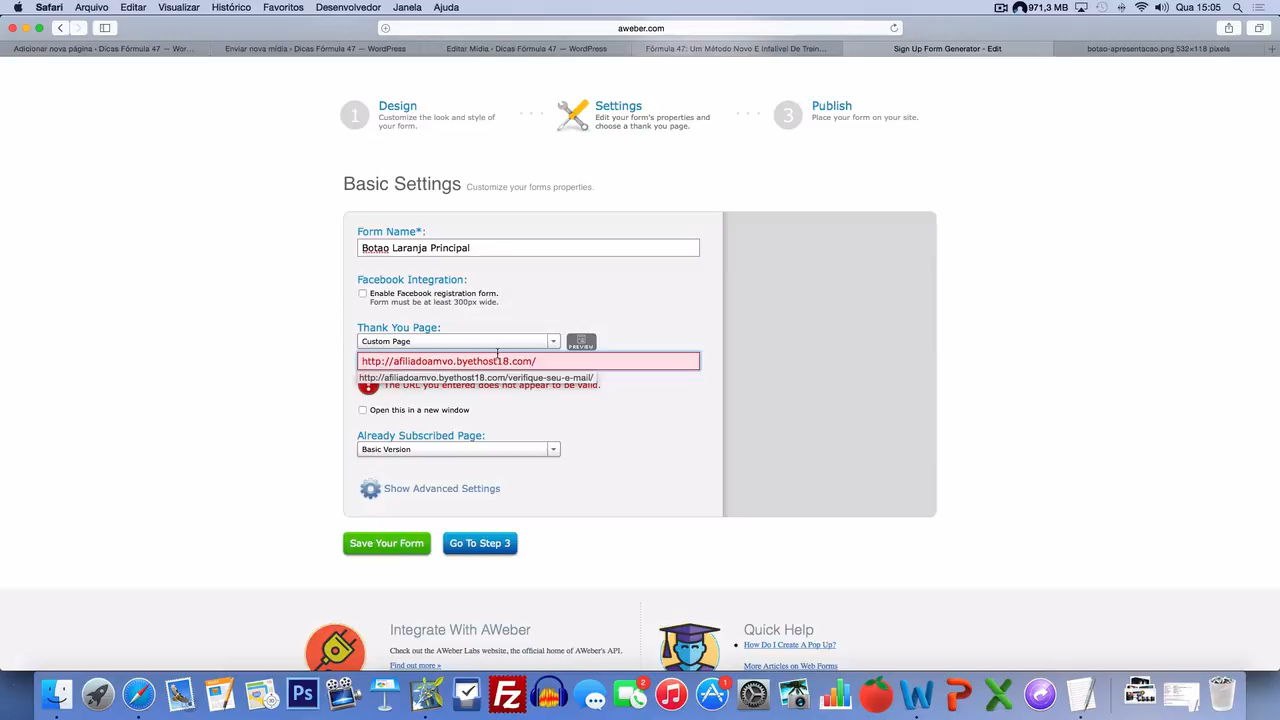 Safari Arquivo Editar Visualizar Histórico Favoritos Desenvolvedor Janela Ajuda 971,3 MB Qua 15:05
aweber.com
Adicionar nova página ‹ Dicas Fórmula 47 — Wor... Enviar nova mídia ‹ Dicas Fórmula 47 — WordPress Editar Mídia ‹ Dicas Fórmula 47 — WordPress Fórmula 47: Um Método Novo E Infalível De Trein... Sign Up Form Generator - Edit botao-apresentacao.png 532×118 pixels
1 Design Settings 3 Publish
Customize the look and style of Edit your form's properties and Place your form on your site.
your form. choose a thank you page.
Basic Settings Customize your forms properties.
Form Name*:
Botao Laranja Principal
Facebook Integration:
Enable Facebook registration form.
Form must be at least 300px wide.
Thank You Page:
Custom Page PREVIEW
http://afiliadoamvo.byethost18.com/
http://afiliadoamvo.byethost18.com/verifique-seu-e-mail/
The URL you entered does not appear to be valid.
Open this in a new window
Already Subscribed Page:
Basic Version
Show Advanced Settings
Save Your Form Go To Step 3
Integrate With AWeber Quick Help
Check out the AWeber Labs website, the official home of AWeber's API. How Do I Create A Pop Up?
Find out more » More Articles on Web Forms
Ps Fz 2 1 W P X